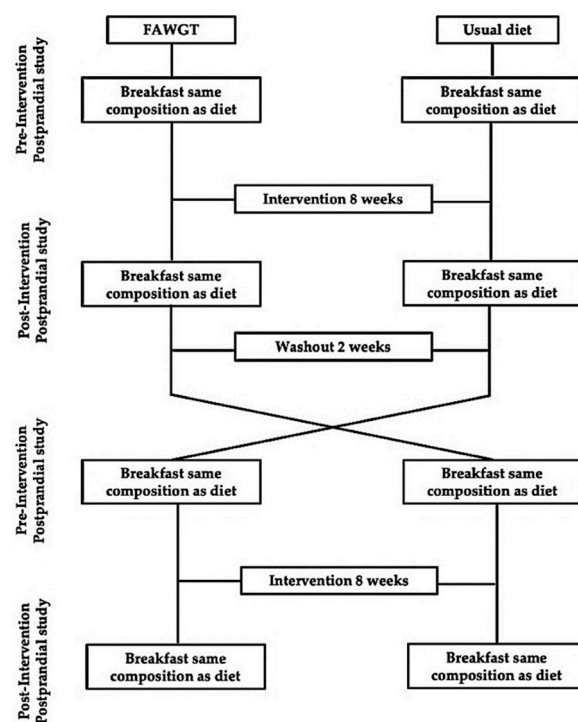 FAWGT
Usual diet
Pre-Intervention
Postprandial study
Breakfast same
composition as diet
Breakfast same
composition as diet
Intervention 8 weeks
Post-Intervention
Postprandial study
Breakfast same
composition as diet
Breakfast same
composition as diet
Washout 2 weeks
Pre-Intervention
Postprandial study
Breakfast same
composition as diet
Breakfast same
composition as diet
Intervention 8 weeks
Post-Intervention
Postprandial study
Breakfast same
composition as diet
Breakfast same
composition as diet